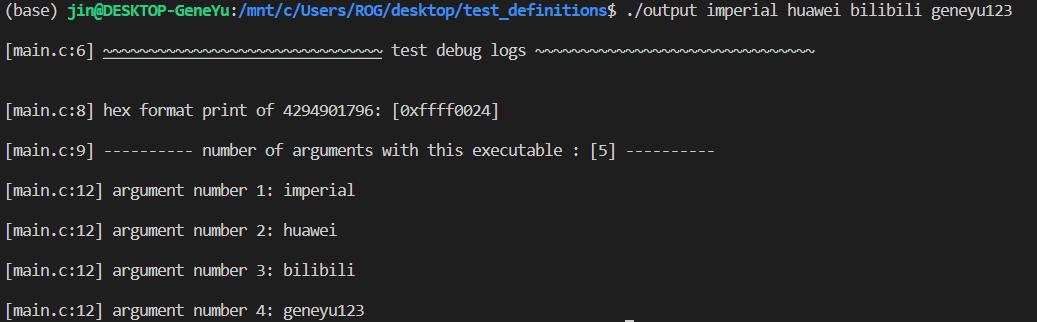 (base) jin@DESKTOP-GeneYu:/mnt/c/Users/ROG/desktop/test_definitions$ ./output imperial huawei bilibili geneyu123
[main.c:6] ~~~~~~~~~~~~~~~~~~~~~~~~~~~~~~~ test debug logs ~~~~~~~~~~~~~~~~~~~~~~~~~~~~~~~
[main.c:8] hex format print of 4294901796: [0xffff0024]
[main.c:9] ---------- number of arguments with this executable : [5] ----------
[main.c:12] argument number 1: imperial
[main.c:12] argument number 2: huawei
[main.c:12] argument number 3: bilibili
[main.c:12] argument number 4: geneyu123